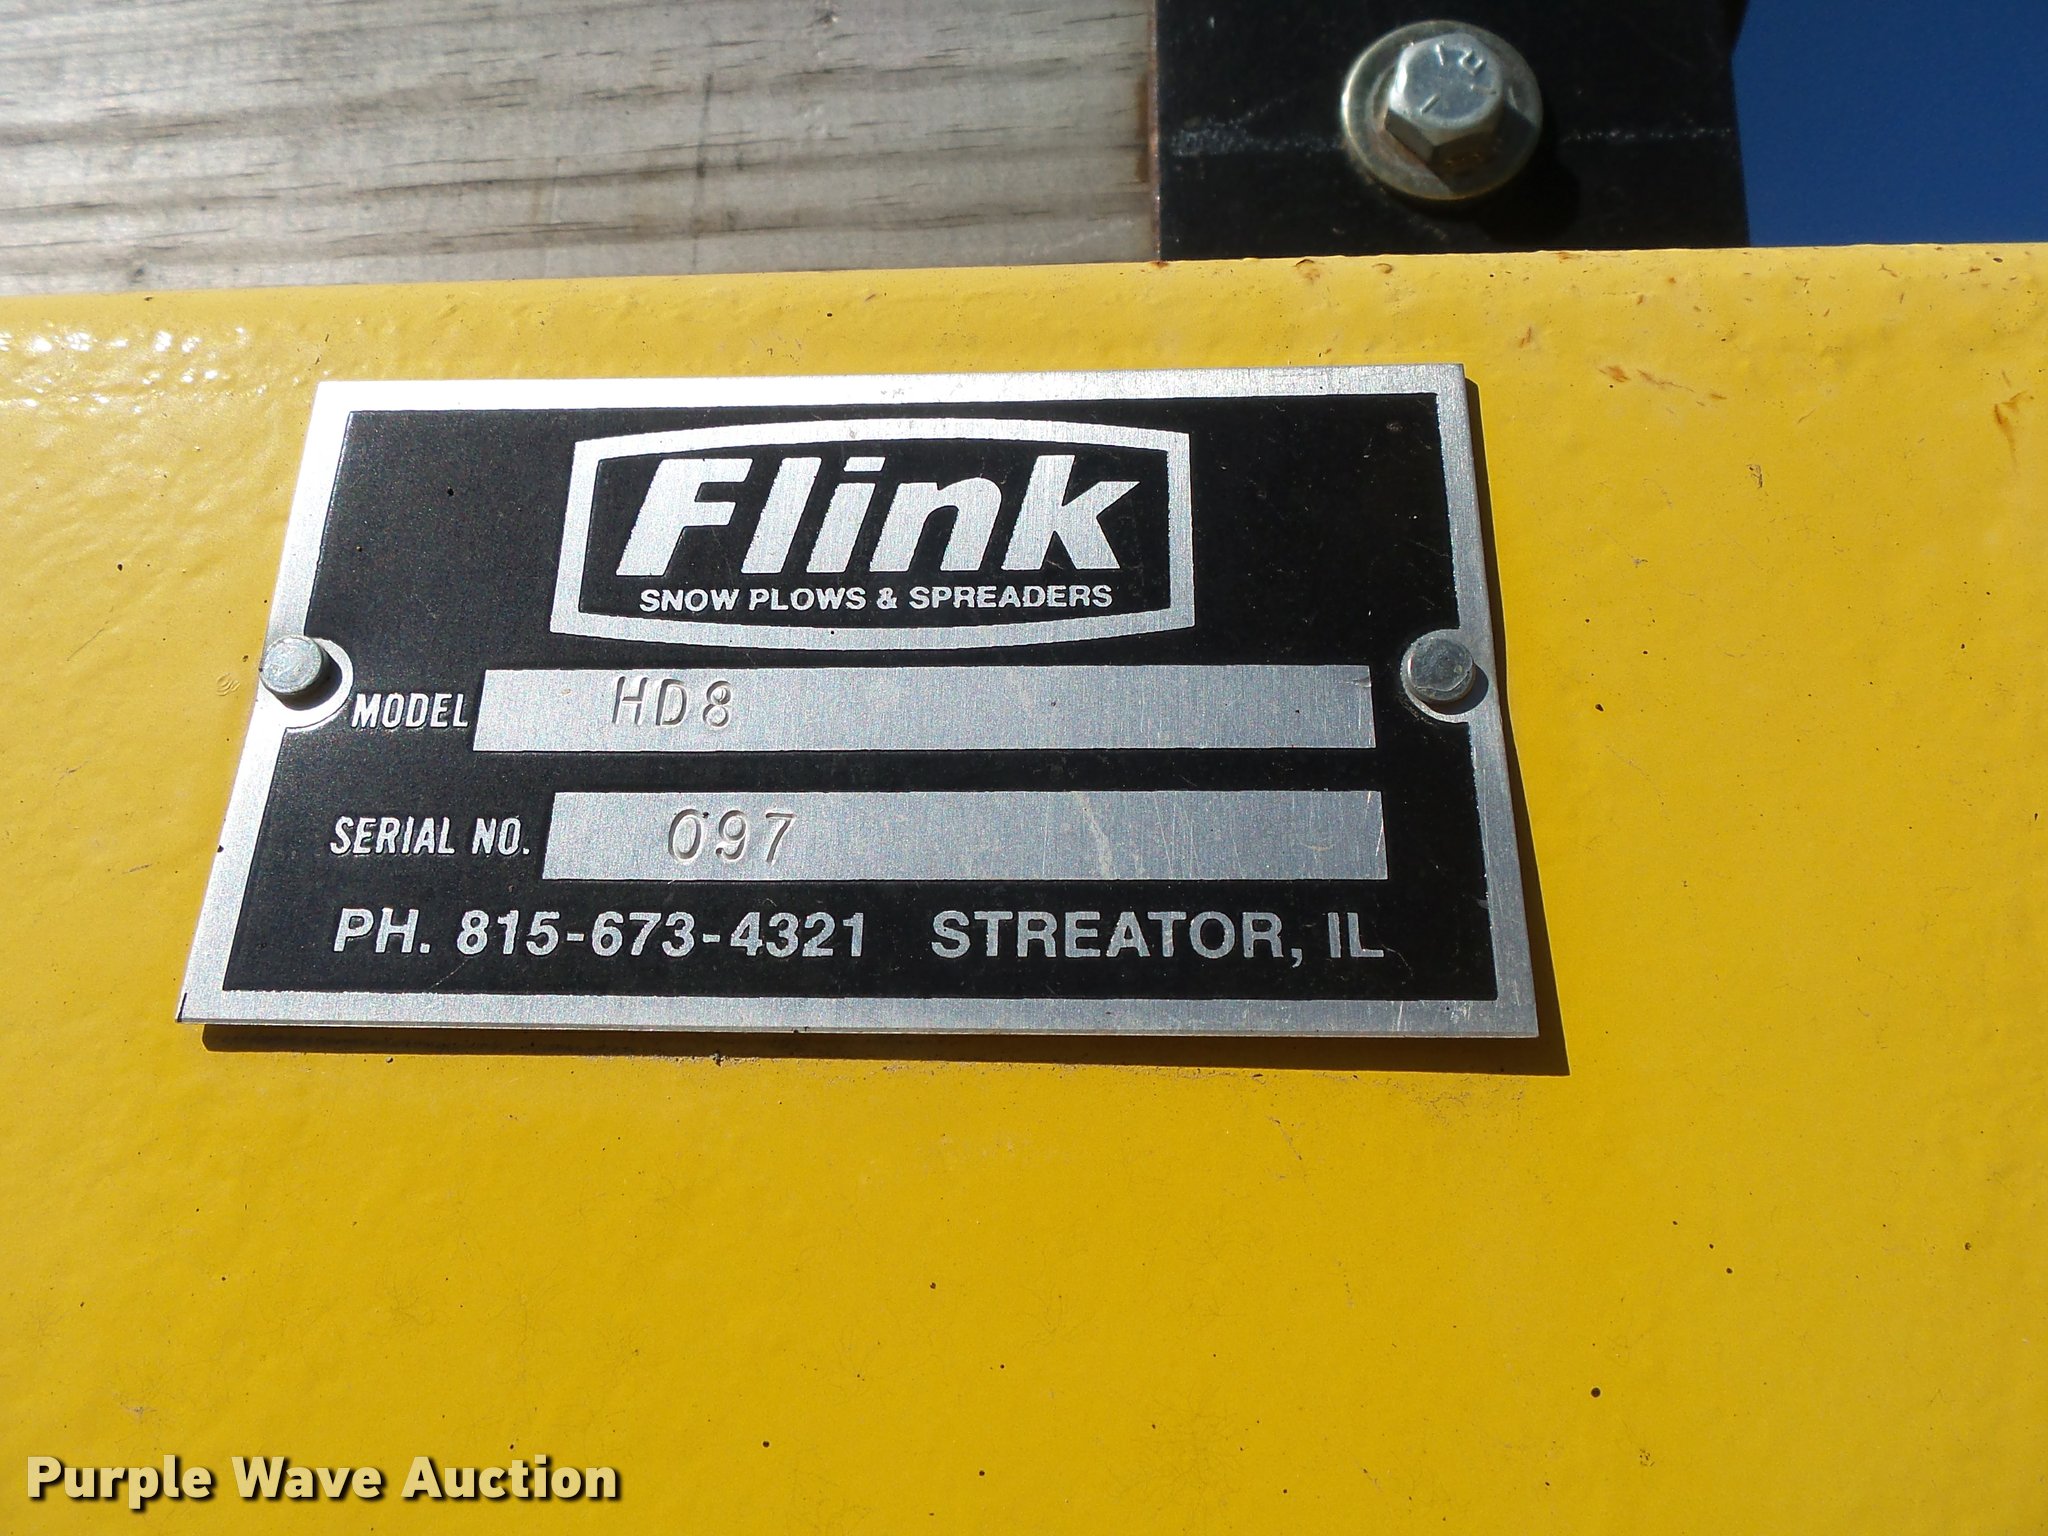 Flink
SNOW PLOWS & SPREADERS
MODEL HD8
SERIAL NO. 097
PH. 815-673-4321 STREATOR, IL
Purple Wave Auction